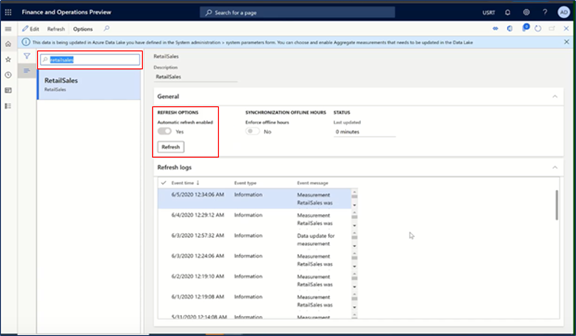 Finance and Operations Preview
Search for a page
USRT
AD
Edit
Refresh
Options
This data is being updated in Azure Data Lake you have defined in the System administration > system parameters form. You can choose and enable Aggregate measurements that needs to be updated in the Data Lake
retailsales
RetailSales
RetailSales
RetailSales
Description
RetailSales
General
REFRESH OPTIONS
Automatic refresh enabled
Yes
Refresh
SYNCHRONIZATION OFFLINE HOURS
Enforce offline hours
No
STATUS
Last updated
0 minutes
Refresh logs
Event time ↓ Event type Event message
6/5/2020 12:34:06 AM Information Measurement
RetailSales was
6/4/2020 12:29:12 AM Information Measurement
RetailSales was
6/3/2020 12:57:32 AM Information Data update for
measurement
6/3/2020 12:24:06 AM Information Measurement
RetailSales was
6/2/2020 12:19:10 AM Information Measurement
RetailSales was
6/1/2020 12:19:08 AM Information Measurement
RetailSales was
5/31/2020 12:14:08 AM Information Measurement